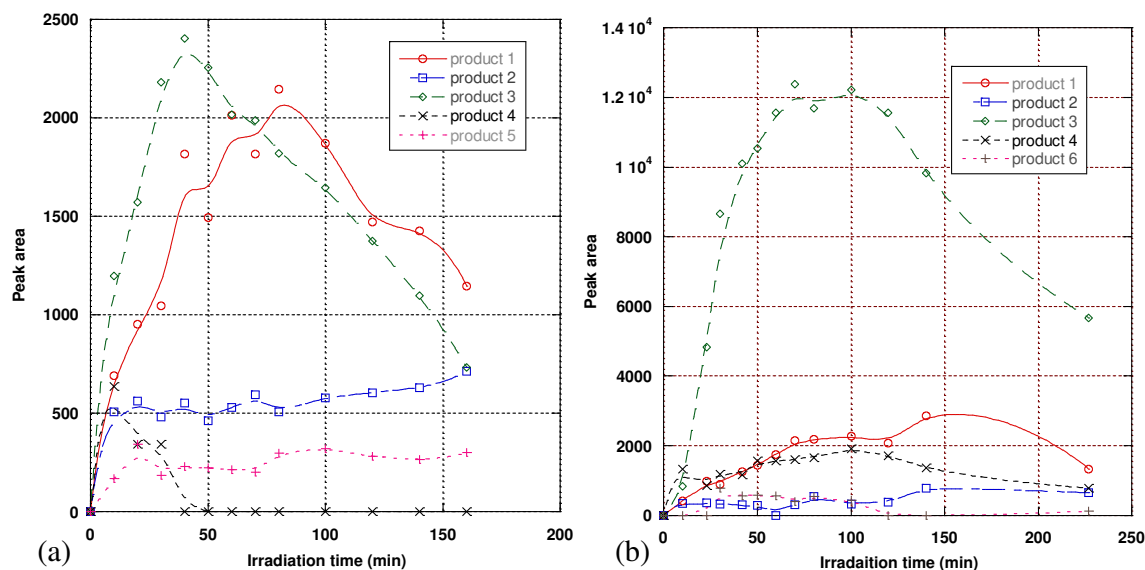 2500
2000
1500
1000
500
0
Peak area
product 1
product 2
product 3
product 4
product 5
0 50 100 150 200
Irradiation time (min)
(a)
1.4 10⁴
1.2 10⁴
1 10⁴
8000
6000
4000
2000
0
Peak area
product 1
product 2
product 3
product 4
product 6
0 50 100 150 200 250
Irradaition time (min)
(b)